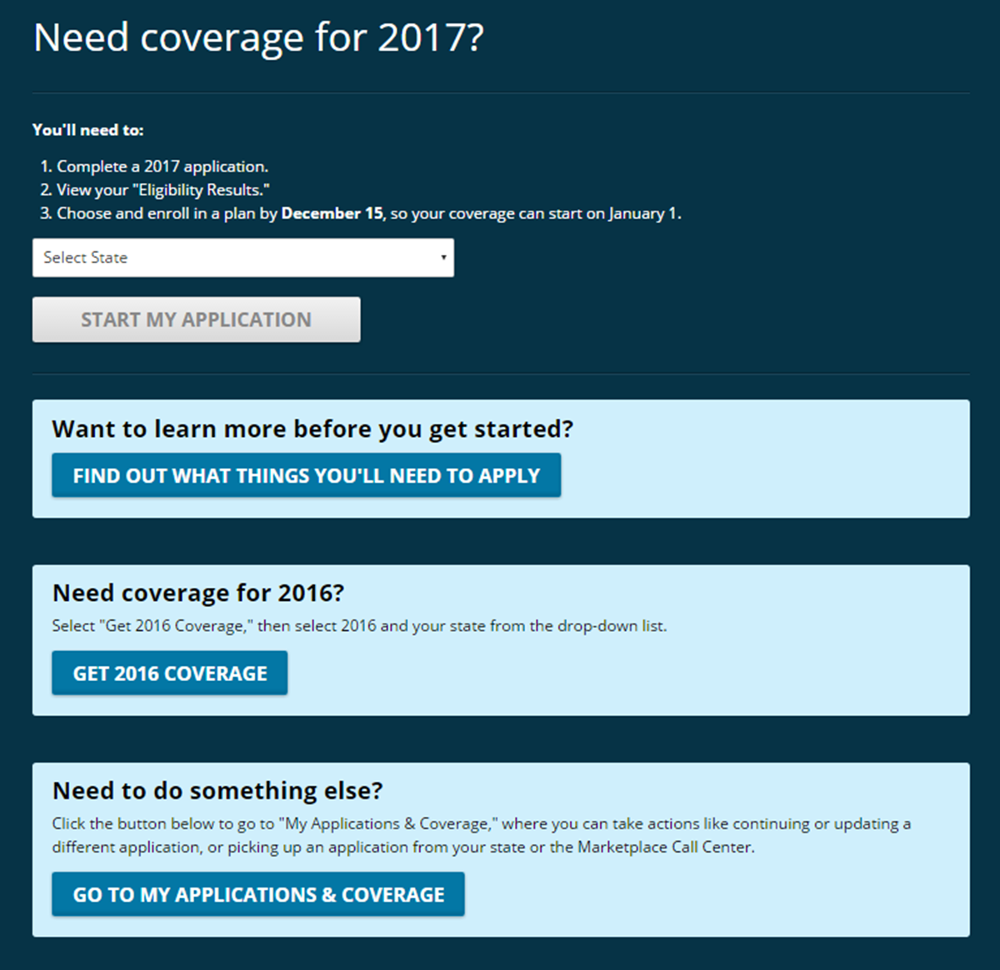 Need coverage for 2017?
You'll need to:
1. Complete a 2017 application.
2. View your "Eligibility Results."
3. Choose and enroll in a plan by December 15, so your coverage can start on January 1.
Select State
START MY APPLICATION
Want to learn more before you get started?
FIND OUT WHAT THINGS YOU'LL NEED TO APPLY
Need coverage for 2016?
Select "Get 2016 Coverage," then select 2016 and your state from the drop-down list.
GET 2016 COVERAGE
Need to do something else?
Click the button below to go to "My Applications & Coverage," where you can take actions like continuing or updating a
different application, or picking up an application from your state or the Marketplace Call Center.
GO TO MY APPLICATIONS & COVERAGE